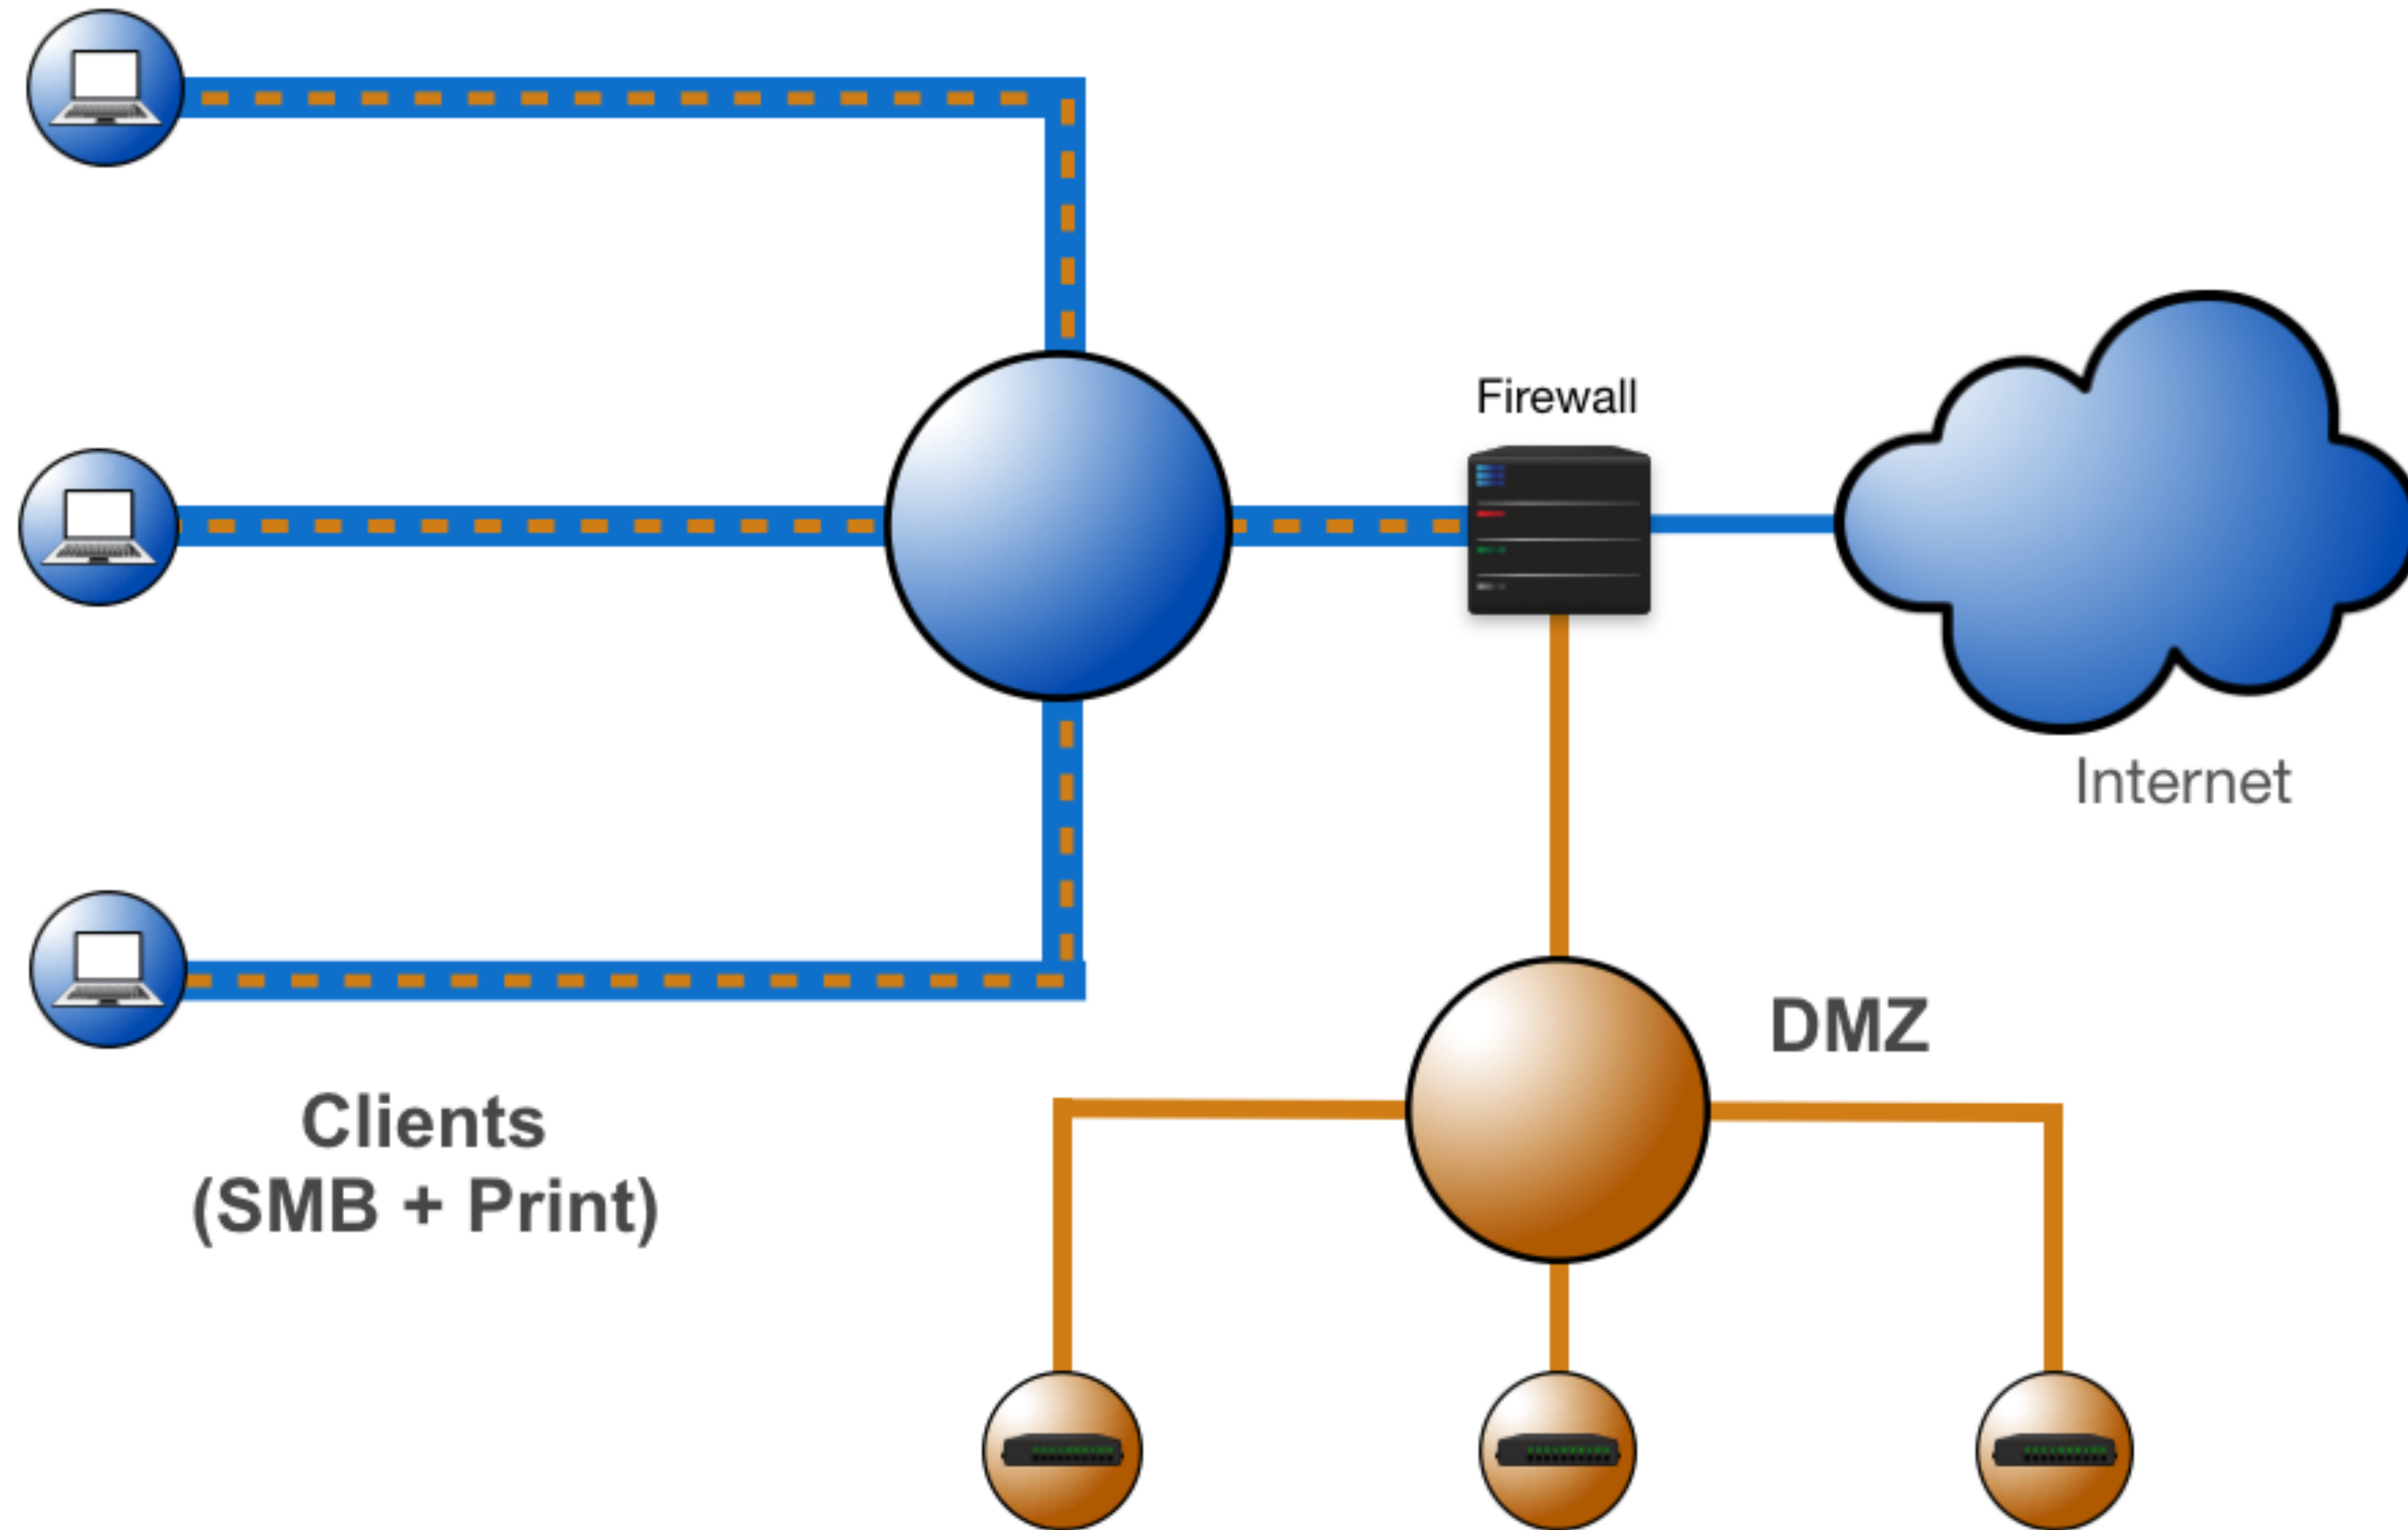 Firewall
Internet
DMZ
Clients
(SMB + Print)